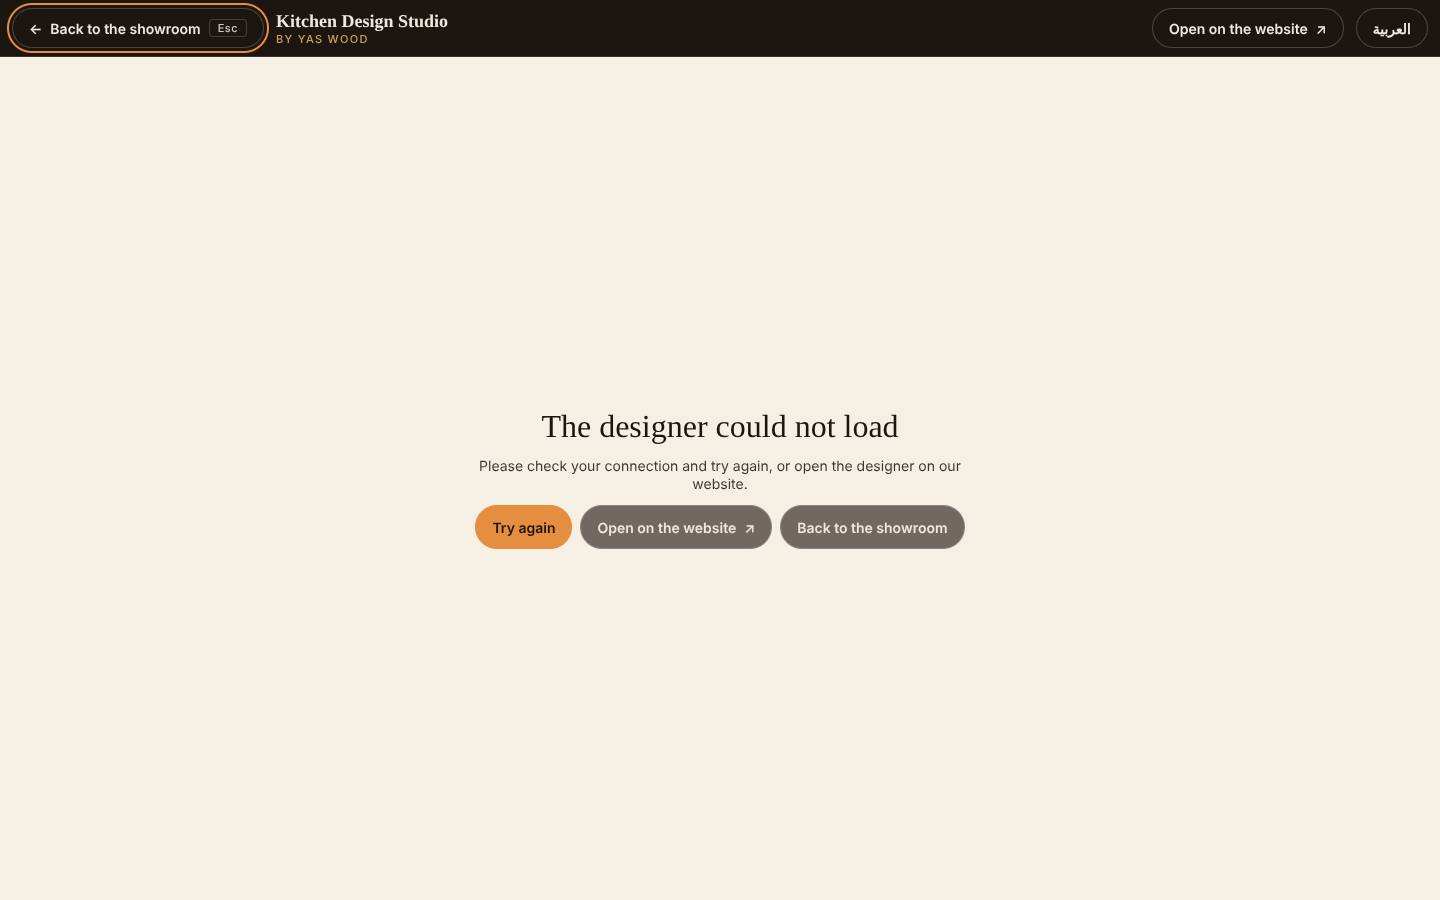 ← Back to the showroom Esc
Kitchen Design Studio
BY YAS WOOD
Open on the website ↗
العربية
The designer could not load
Please check your connection and try again, or open the designer on our
website.
Try again
Open on the website ↗
Back to the showroom